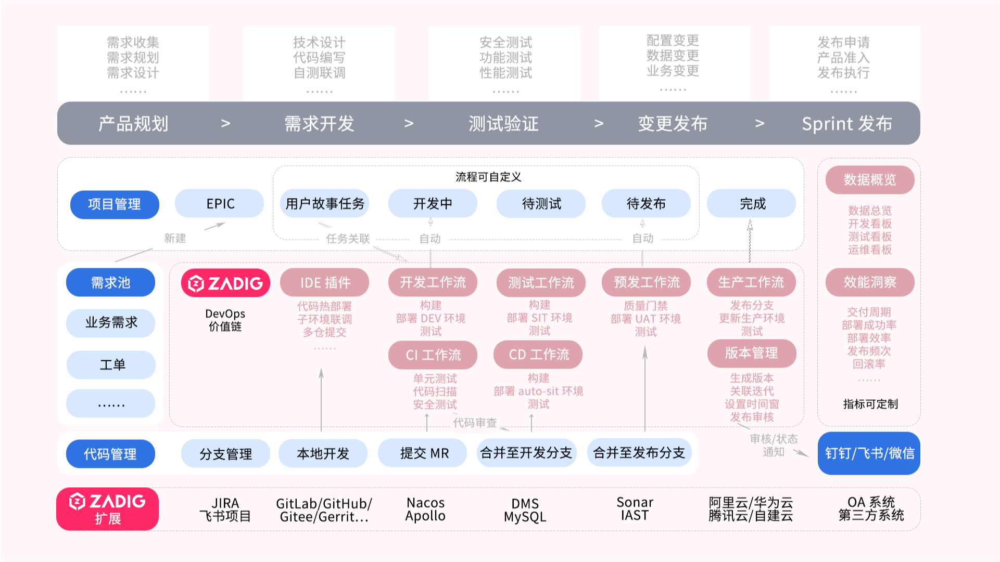 需求收集
需求规划
需求设计
……
技术设计
代码编写
自测联调
……
安全测试
功能测试
性能测试
……
配置变更
数据变更
业务变更
……
发布申请
产品准入
发布执行
……
产品规划 > 需求开发 > 测试验证 > 变更发布 > Sprint 发布
流程可自定义
项目管理
EPIC
用户故事任务
开发中
待测试
待发布
完成
新建
任务关联
自动
自动
数据概览
数据总览
开发看板
测试看板
运维看板
效能洞察
交付周期
部署成功率
部署效率
发布频次
回滚率
……
指标可定制
需求池
业务需求
工单
……
ZADIG
DevOps
价值链
IDE 插件
代码热部署
子环境联调
多仓提交
……
开发工作流
构建
部署 DEV 环境
测试
CI 工作流
单元测试
代码扫描
安全测试
测试工作流
构建
部署 SIT 环境
测试
CD 工作流
构建
部署 auto-sit 环境
测试
预发工作流
质量门禁
部署 UAT 环境
测试
生产工作流
发布分支
更新生产环境
测试
版本管理
生成版本
关联迭代
设置时间窗
发布审核
代码审查
审核/状态
通知
代码管理
分支管理
本地开发
提交 MR
合并至开发分支
合并至发布分支
钉钉/飞书/微信
ZADIG
扩展
JIRA
飞书项目
GitLab/GitHub/
Gitee/Gerrit...
Nacos
Apollo
DMS
MySQL
Sonar
IAST
阿里云/华为云
腾讯云/自建云
OA 系统
第三方系统